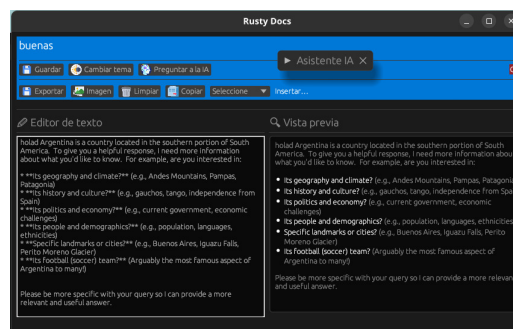 Rusty Docs
buenas
Asistente IA
Guardar Cambiar tema Preguntar a la IA
Exportar Imagen Limpiar Copiar Seleccione Insertar...
Editor de texto
holad Argentina is a country located in the southern portion of South
America. To give you a helpful response, I need more information
about what you'd like to know. For example, are you interested in:
* **Its geography and climate?** (e.g., Andes Mountains, Pampas,
Patagonia)
* **Its history and culture?** (e.g., gauchos, tango, independence from
Spain)
* **Its politics and economy?** (e.g., current government, economic
challenges)
* **Its people and demographics?** (e.g., population, languages,
ethnicities)
* **Specific landmarks or cities?** (e.g., Buenos Aires, Iguazu Falls,
Perito Moreno Glacier)
* **Its football (soccer) team?** (Arguably the most famous aspect of
Argentina to many!)
Please be more specific with your query so I can provide a more
relevant and useful answer.
Vista previa
holad Argentina is a country located in the southern portion of South
America. To give you a helpful response, I need more information abou
what you'd like to know. For example, are you interested in:
• Its geography and climate? (e.g., Andes Mountains, Pampas, Patagonia
• Its history and culture? (e.g., gauchos, tango, independence from Spa
• Its politics and economy? (e.g., current government, economic
challenges)
• Its people and demographics? (e.g., population, languages, ethnicities
• Specific landmarks or cities? (e.g., Buenos Aires, Iguazu Falls, Perito
Moreno Glacier)
• Its football (soccer) team? (Arguably the most famous aspect of
Argentina to many!)
Please be more specific with your query so I can provide a more relevant
and useful answer.